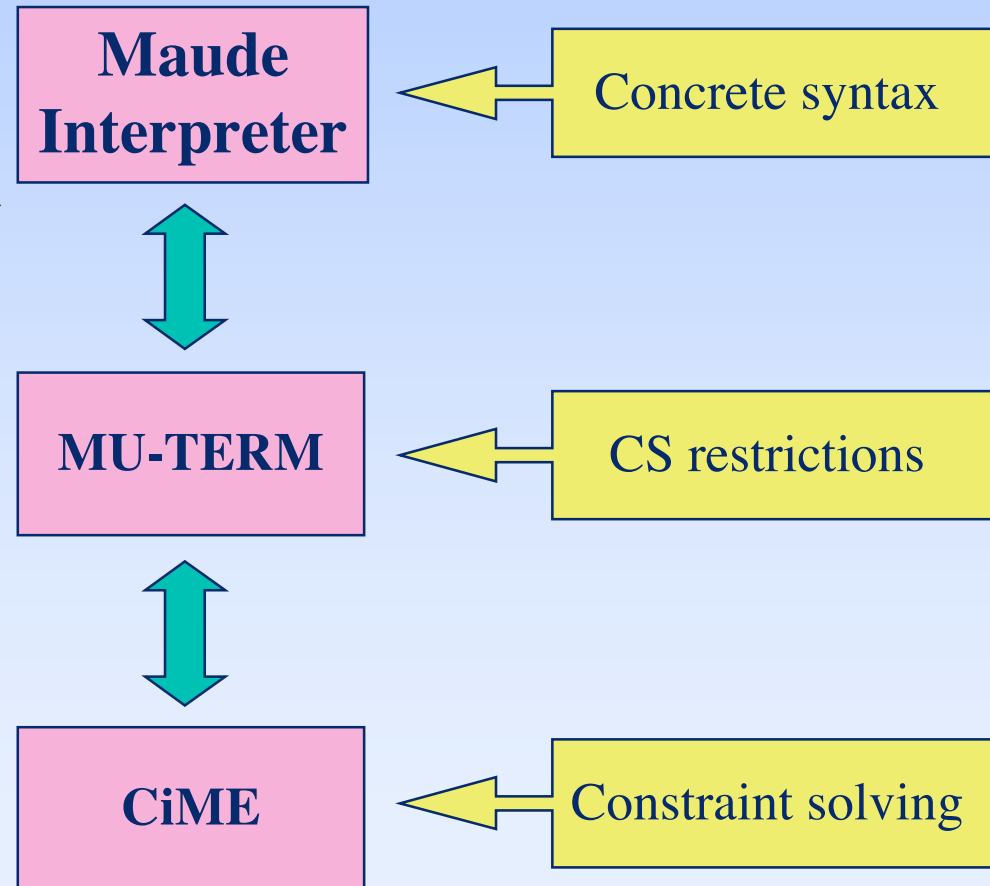 Maude
Interpreter
Concrete syntax
MU-TERM
CS restrictions
CiME
Constraint solving